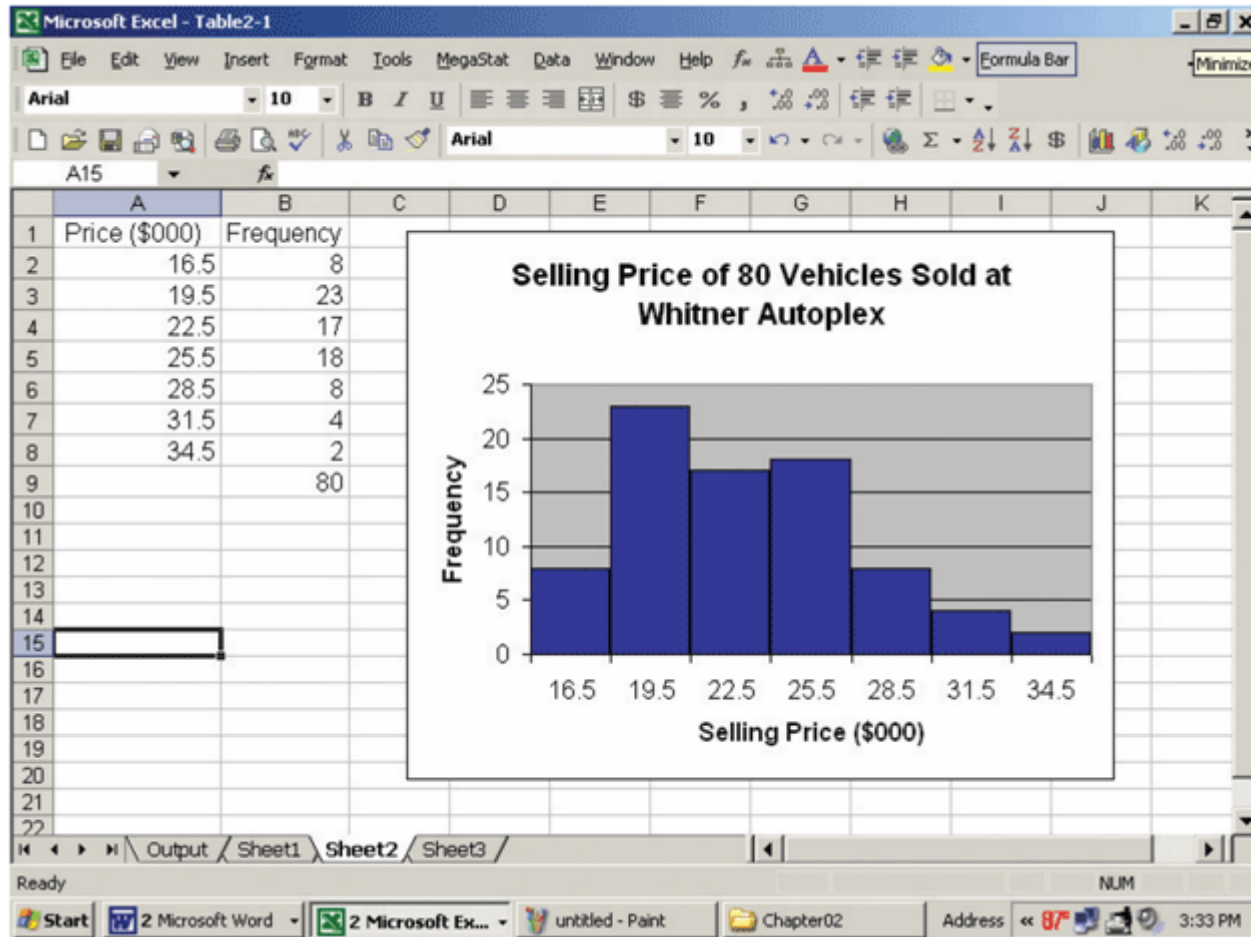 Microsoft Excel - Table2-1
File Edit View Insert Format Tools MegaStat Data Window Help Formula Bar
Minimize
Arial 10 B I U $ % ,
Arial 10 Σ $
A15 fx
A B C D E F G H I J K
1 Price ($000) Frequency
2 16.5 8
3 19.5 23
4 22.5 17
5 25.5 18
6 28.5 8
7 31.5 4
8 34.5 2
9 80
10
11
12
13
14
15
16
17
18
19
20
21
22
Selling Price of 80 Vehicles Sold at
Whitner Autoplex
25
20
15
10
5
0
Frequency
16.5 19.5 22.5 25.5 28.5 31.5 34.5
Selling Price ($000)
Output Sheet1 Sheet2 Sheet3
Ready NUM
Start 2 Microsoft Word 2 Microsoft Ex... untitled - Paint Chapter02 Address « 87° 3:33 PM